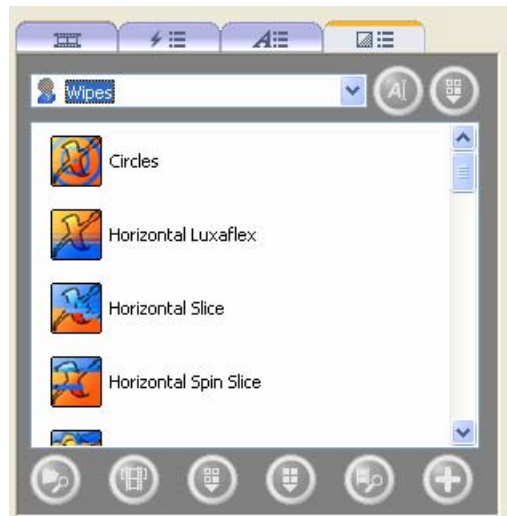 A
Wipes
A
Circles
Horizontal Luxaflex
Horizontal Slice
Horizontal Spin Slice